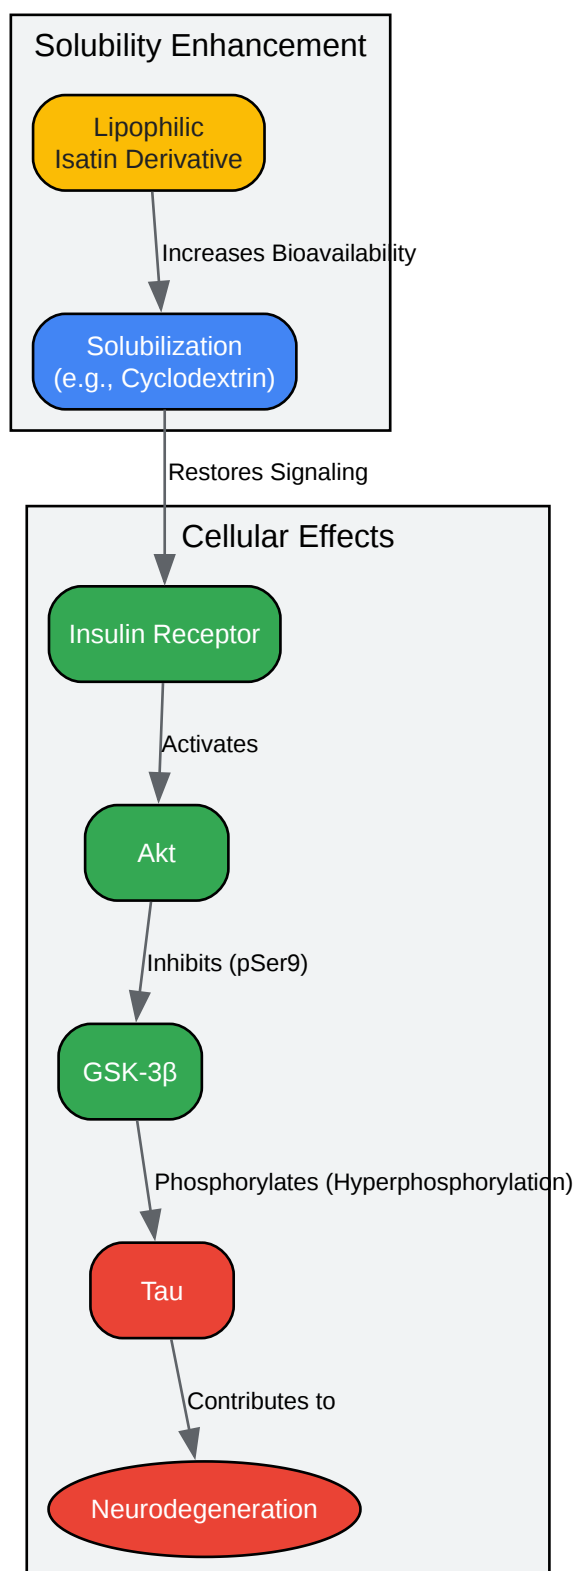 Solubility Enhancement
Lipophilic
Isatin Derivative
Increases Bioavailability
Solubilization
(e.g., Cyclodextrin)
Restores Signaling
Cellular Effects
Insulin Receptor
Activates
Akt
Inhibits (pSer9)
GSK-3β
Phosphorylates (Hyperphosphorylation)
Tau
Contributes to
Neurodegeneration